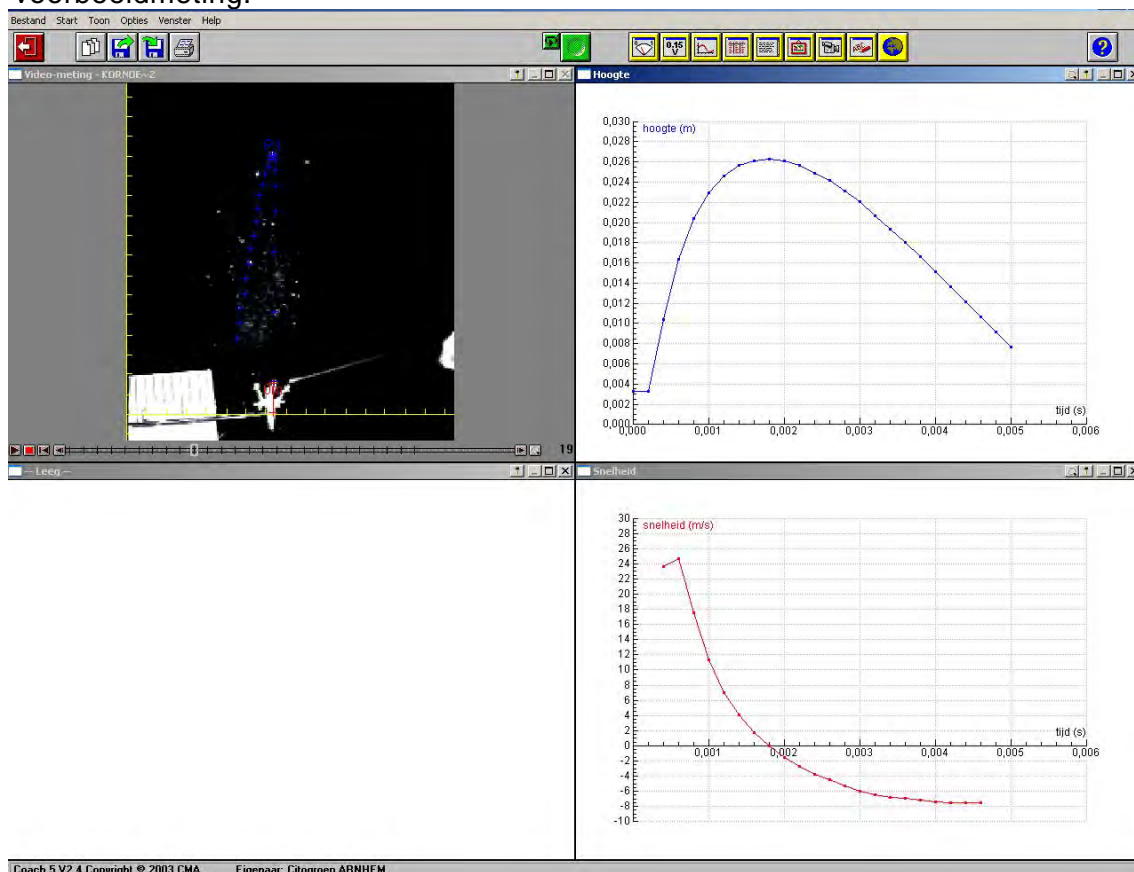 voorbeeldmeting.
Bestand Start Toon Opties Venster Help
0.15
V
?
Video-meting - KORNOE~2
Hoogte
19
0,030
hoogte (m)
0,028
0,026
0,024
0,022
0,020
0,018
0,016
0,014
0,012
0,010
0,008
0,006
0,004
0,002
0,000
tijd (s)
0,000 0,001 0,002 0,003 0,004 0,005 0,006
-- Leeg --
Snelheid
30
snelheid (m/s)
28
26
24
22
20
18
16
14
12
10
8
6
4
2
tijd (s)
0
0,001 0,002 0,003 0,004 0,005 0,006
-2
-4
-6
-8
-10
Coach 5 V2.4 Copyright © 2003 CMA Eigenaar: Citogroep ARNHEM